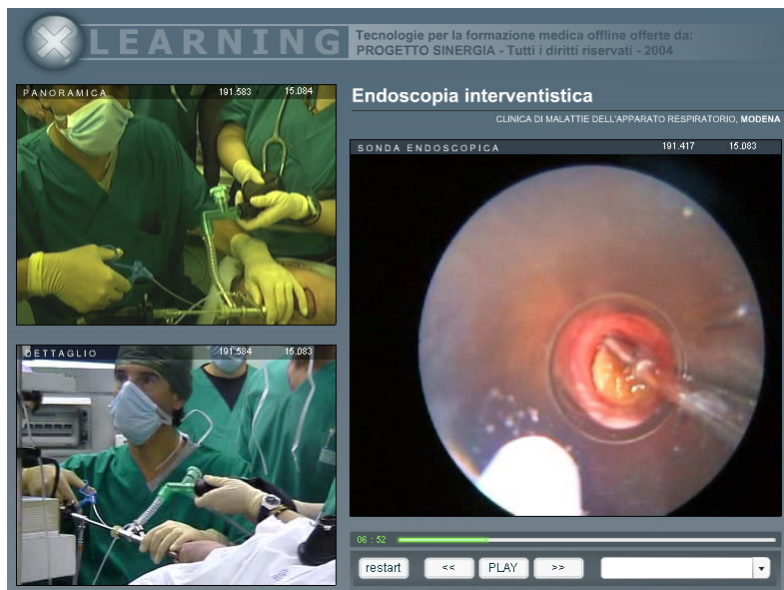 LEARNING
Tecnologie per la formazione medica offline offerte da:
PROGETTO SINERGIA - Tutti i diritti riservati - 2004
PANORAMICA 191.583 15.084
Endoscopia interventistica
CLINICA DI MALATTIE DELL'APPARATO RESPIRATORIO, MODENA
SONDA ENDOSCOPICA 191.417 15.083
DETTAGLIO 191.584 15.083
06 : 52
restart << PLAY >>